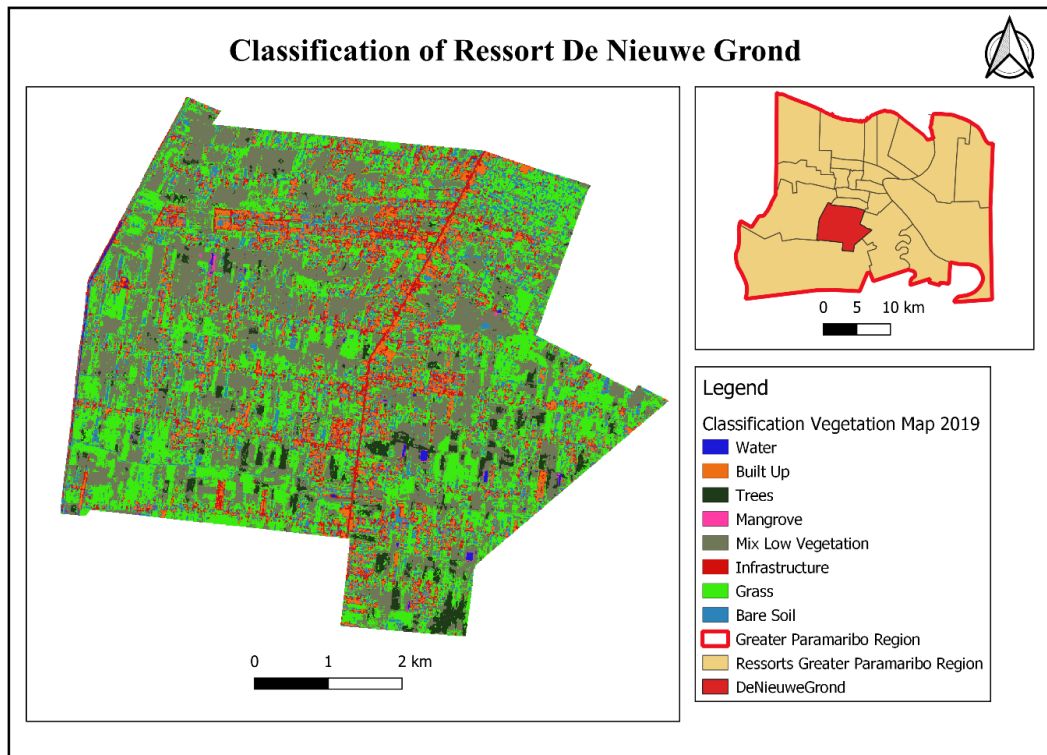 Classification of Ressort De Nieuwe Grond
0 5 10 km
0 1 2 km
Legend
Classification Vegetation Map 2019
Water
Built Up
Trees
Mangrove
Mix Low Vegetation
Infrastructure
Grass
Bare Soil
Greater Paramaribo Region
Ressorts Greater Paramaribo Region
DeNieuweGrond